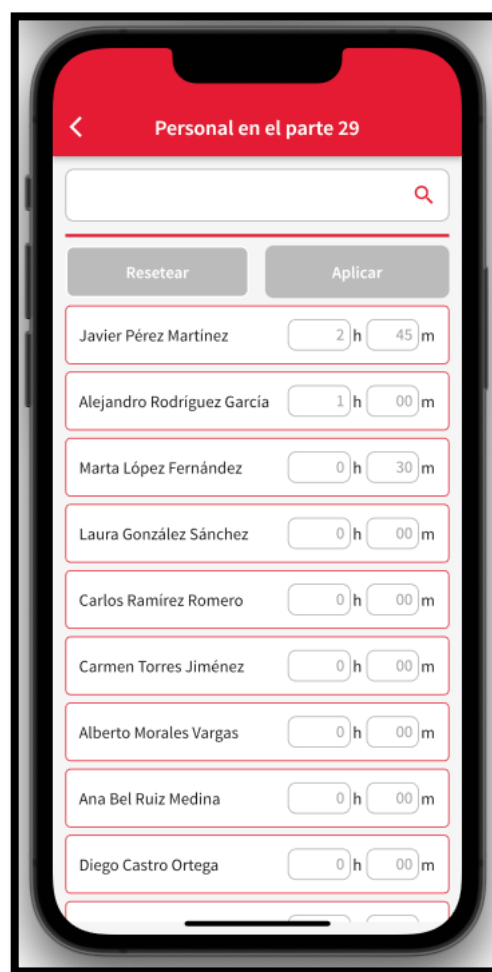 Personal en el parte 29
Resetear Aplicar
Javier Pérez Martínez 2 h 45 m
Alejandro Rodríguez García 1 h 00 m
Marta López Fernández 0 h 30 m
Laura González Sánchez 0 h 00 m
Carlos Ramírez Romero 0 h 00 m
Carmen Torres Jiménez 0 h 00 m
Alberto Morales Vargas 0 h 00 m
Ana Bel Ruiz Medina 0 h 00 m
Diego Castro Ortega 0 h 00 m